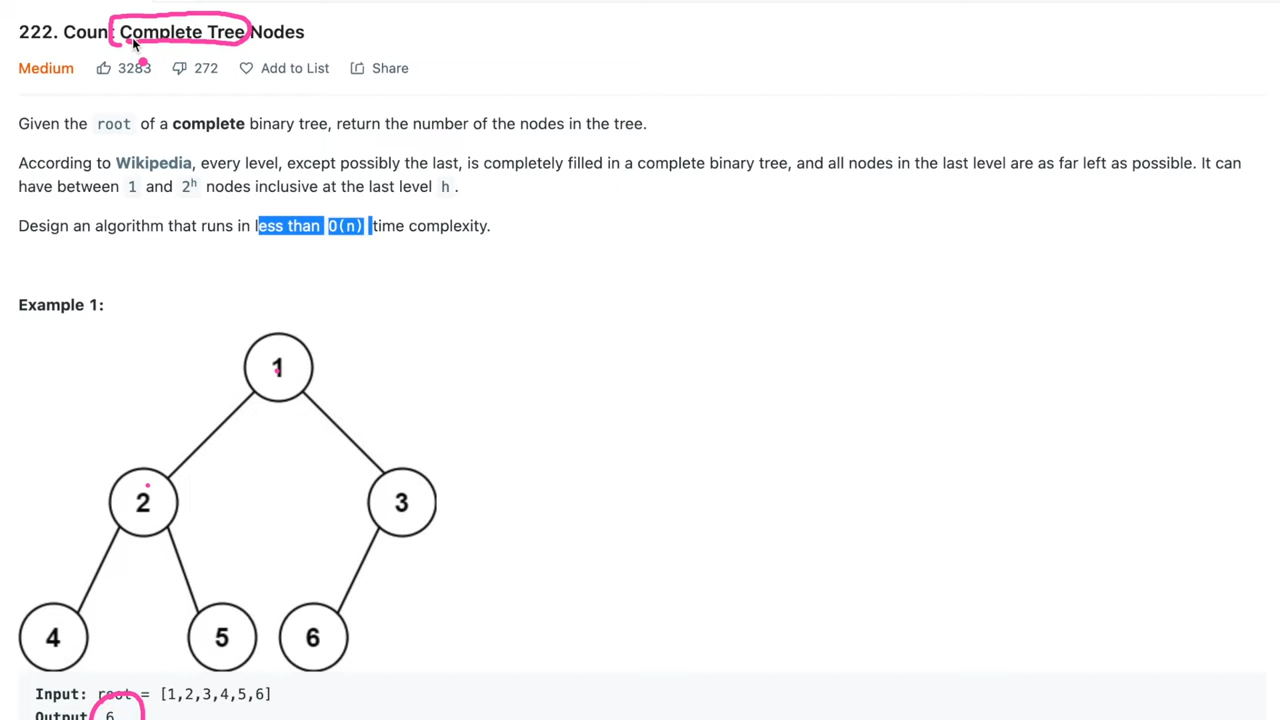 222. Count Complete Tree Nodes
Medium 3283 272 Add to List Share
Given the root of a complete binary tree, return the number of the nodes in the tree.
According to Wikipedia, every level, except possibly the last, is completely filled in a complete binary tree, and all nodes in the last level are as far left as possible. It can
have between 1 and 2h nodes inclusive at the last level h .
Design an algorithm that runs in less than O(n) time complexity.
Example 1:
1
2 3
4 5 6
Input: root = [1,2,3,4,5,6]
Output 6